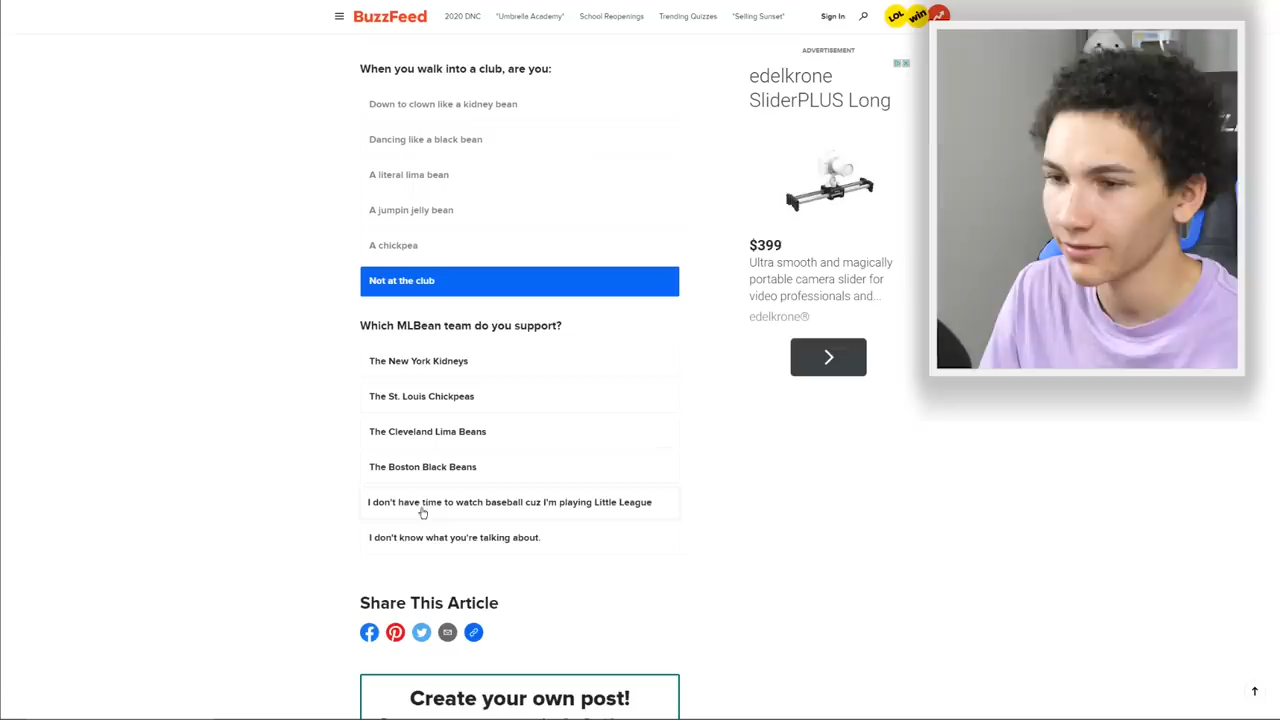 BuzzFeed
2020 DNC
"Umbrella Academy"
School Reopenings
Trending Quizzes
"Selling Sunset"
Sign In
LOL
win
When you walk into a club, are you:
Down to clown like a kidney bean
Dancing like a black bean
A literal lima bean
A jumpin jelly bean
A chickpea
Not at the club
Which MLBean team do you support?
The New York Kidneys
The St. Louis Chickpeas
The Cleveland Lima Beans
The Boston Black Beans
I don't have time to watch baseball cuz I'm playing Little League
I don't know what you're talking about.
Share This Article
Create your own post!
ADVERTISEMENT
edelkrone
SliderPLUS Long
$399
Ultra smooth and magically
portable camera slider for
video professionals and...
edelkrone®